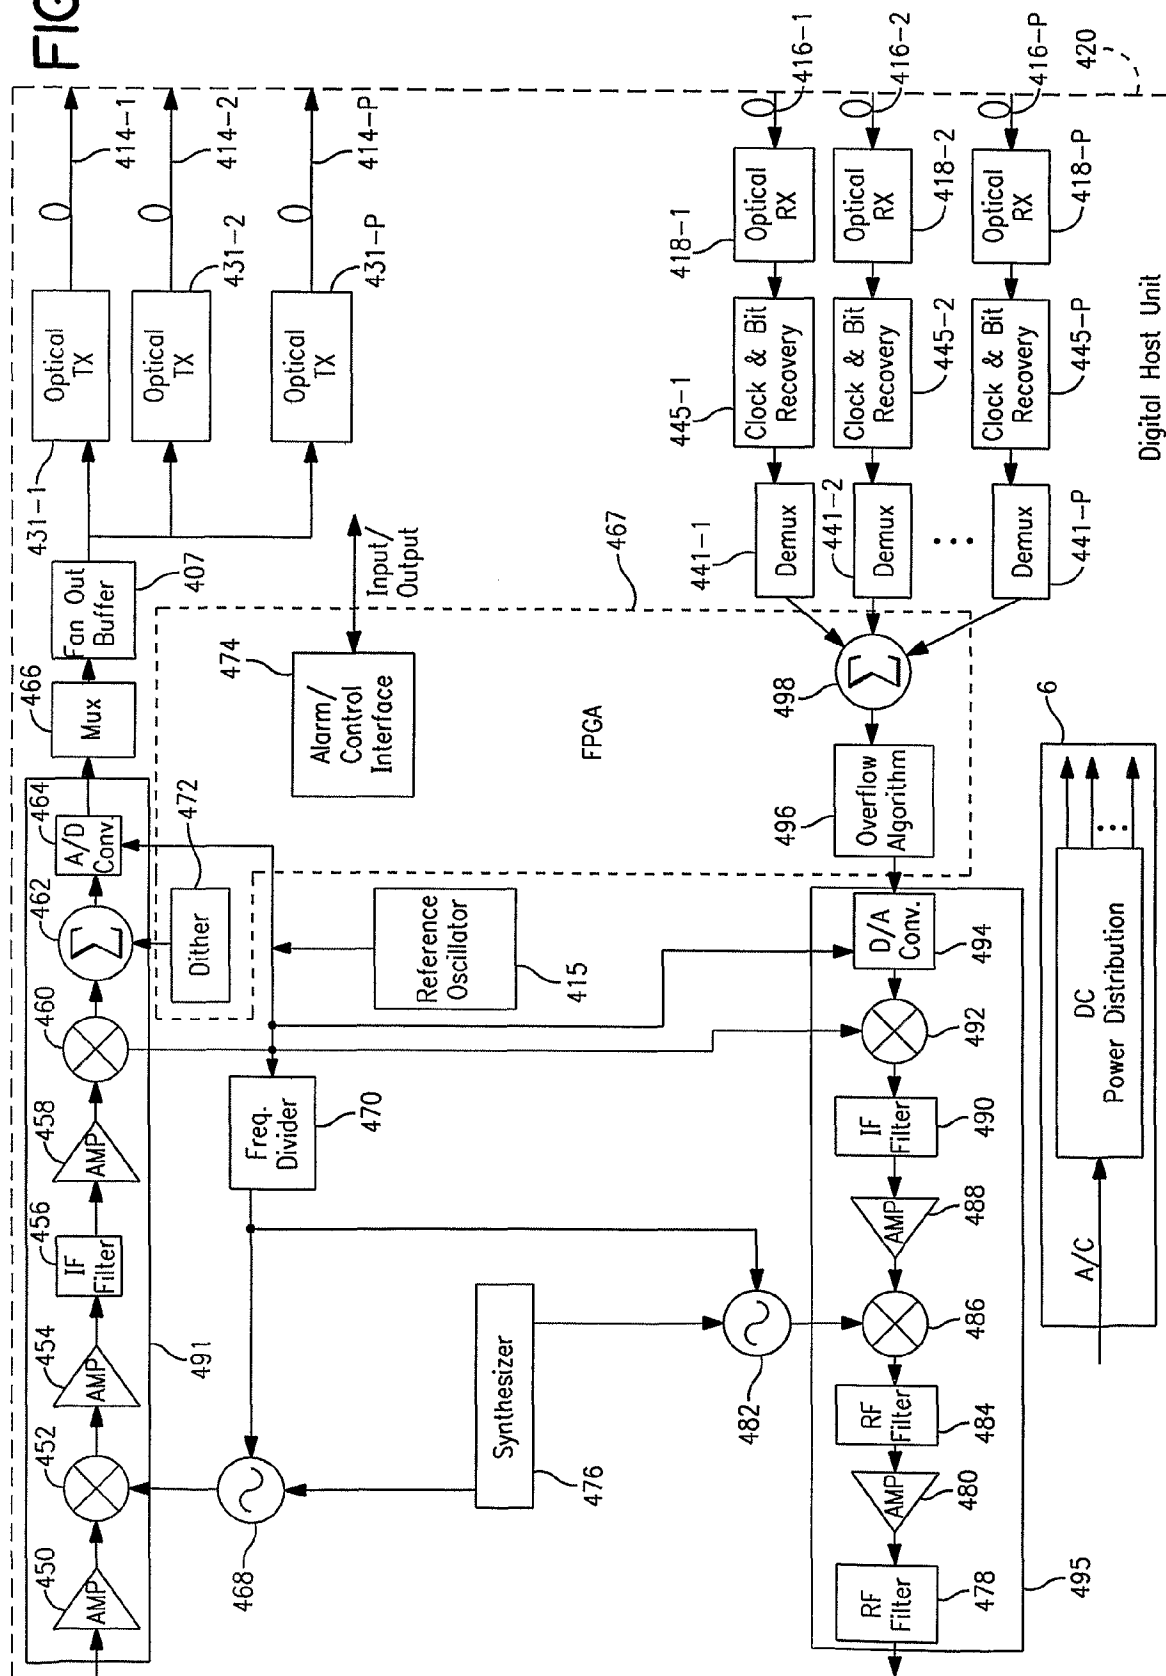 FIG
450
AMP
452
454
AMP
456
IF
Filter
458
AMP
460
462
464
A/D
Conv.
466
Mux
Fan Out
Buffer
407
431-1
Optical
TX
414-1
Optical
TX
431-2
414-2
Optical
TX
431-P
414-P
491
468
Freq.
Divider
470
Dither
472
Reference
Oscillator
415
Synthesizer
476
482
474
Alarm/
Control
Interface
Input/
Output
FPGA
467
RF
Filter
478
AMP
480
RF
Filter
484
486
AMP
488
IF
Filter
490
492
D/A
Conv.
494
495
496
Overflow
Algorithm
498
441-1
Demux
445-1
Clock & Bit
Recovery
418-1
Optical
RX
416-1
441-2
Demux
Clock & Bit
Recovery
445-2
Optical
RX
418-2
416-2
Demux
441-P
Clock & Bit
Recovery
445-P
Optical
RX
418-P
416-P
420
A/C
DC
Power Distribution
6
Digital Host Unit